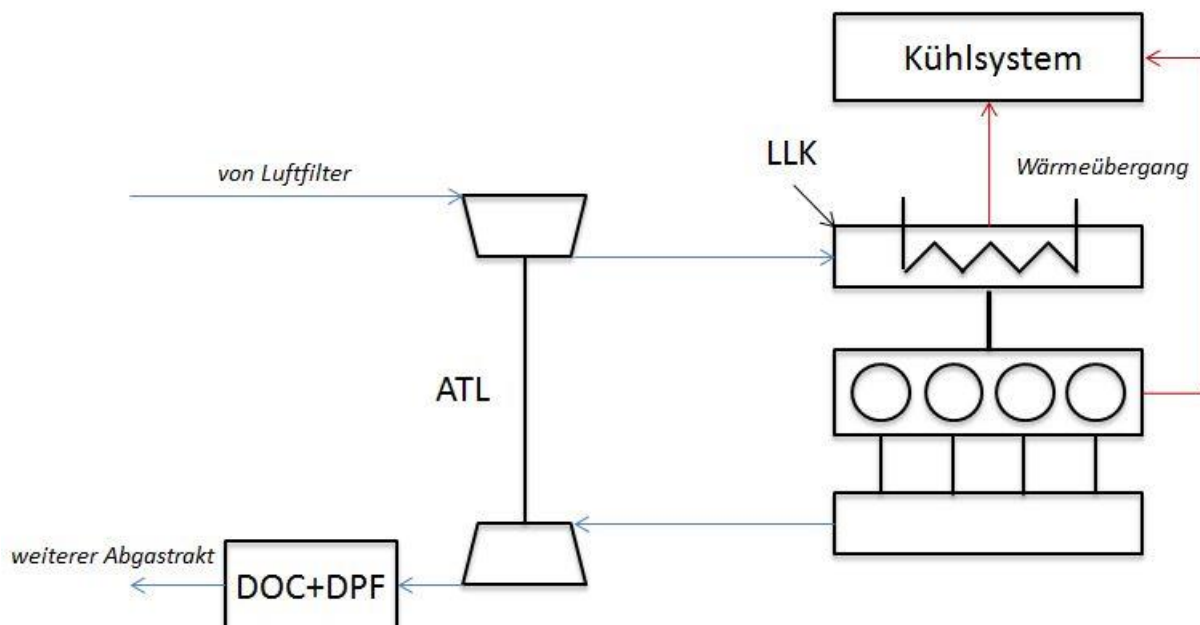 Kühlsystem
LLK
Wärmeübergang
von Luftfilter
ATL
weiterer Abgastrakt
DOC+DPF